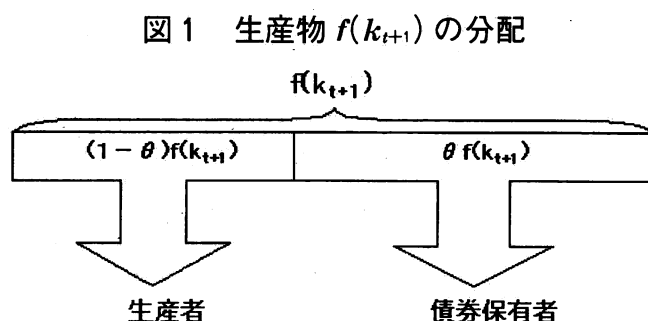 図1 生産物 f(kₜ₊₁) の分配
f(kₜ₊₁)
(1-θ)f(kₜ₊₁) θf(kₜ₊₁)
生産者 債券保有者